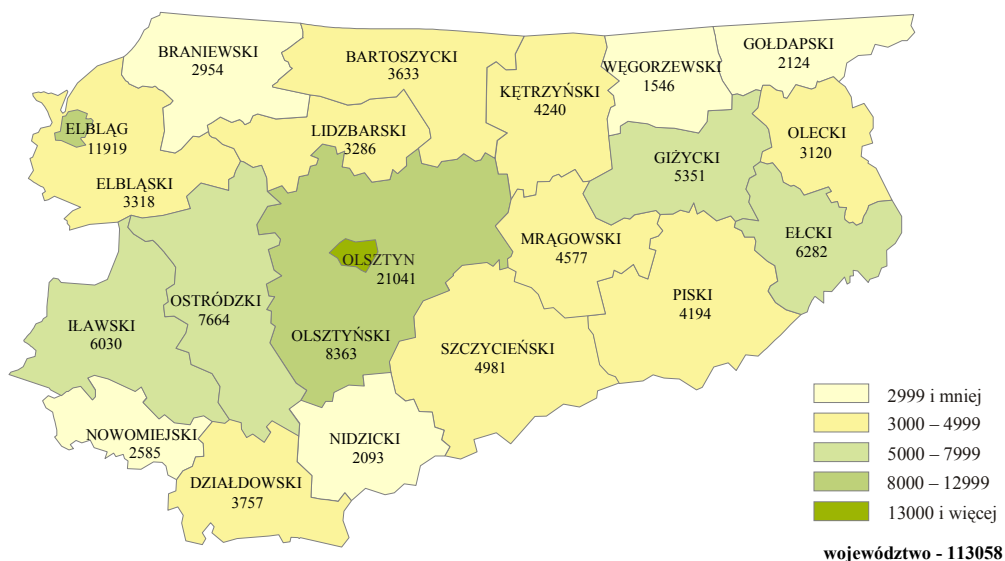 BRANIEWSKI
2954
BARTOSZYCKI
3633
KĘTRZYŃSKI
4240
WĘGORZEWSKI
1546
GOŁDAPSKI
2124
ELBLĄG
11919
LIDZBARSKI
3286
GIŻYCKI
5351
OLECKI
3120
ELBLĄSKI
3318
MRĄGOWSKI
4577
EŁCKI
6282
OLSZTYN
21041
OSTRÓDZKI
7664
PISKI
4194
IŁAWSKI
6030
OLSZTYŃSKI
8363
SZCZYCIEŃSKI
4981
NOWOMIEJSKI
2585
NIDZICKI
2093
DZIAŁDOWSKI
3757
2999 i mniej
3000 – 4999
5000 – 7999
8000 – 12999
13000 i więcej
województwo - 113058